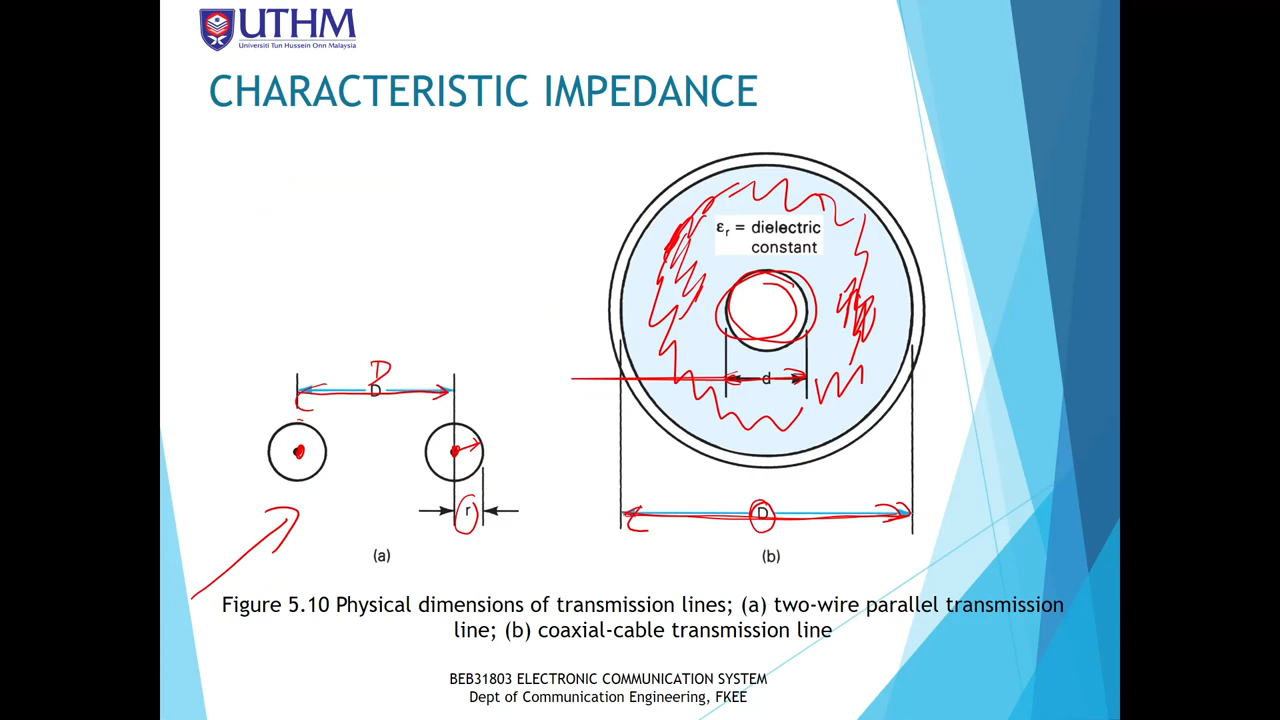 UTHM
Universiti Tun Hussein Onn Malaysia
CHARACTERISTIC IMPEDANCE
εr = dielectric
constant
D
D
d
r
D
(a)
(b)
Figure 5.10 Physical dimensions of transmission lines; (a) two-wire parallel transmission
line; (b) coaxial-cable transmission line
BEB31803 ELECTRONIC COMMUNICATION SYSTEM
Dept of Communication Engineering, FKEE